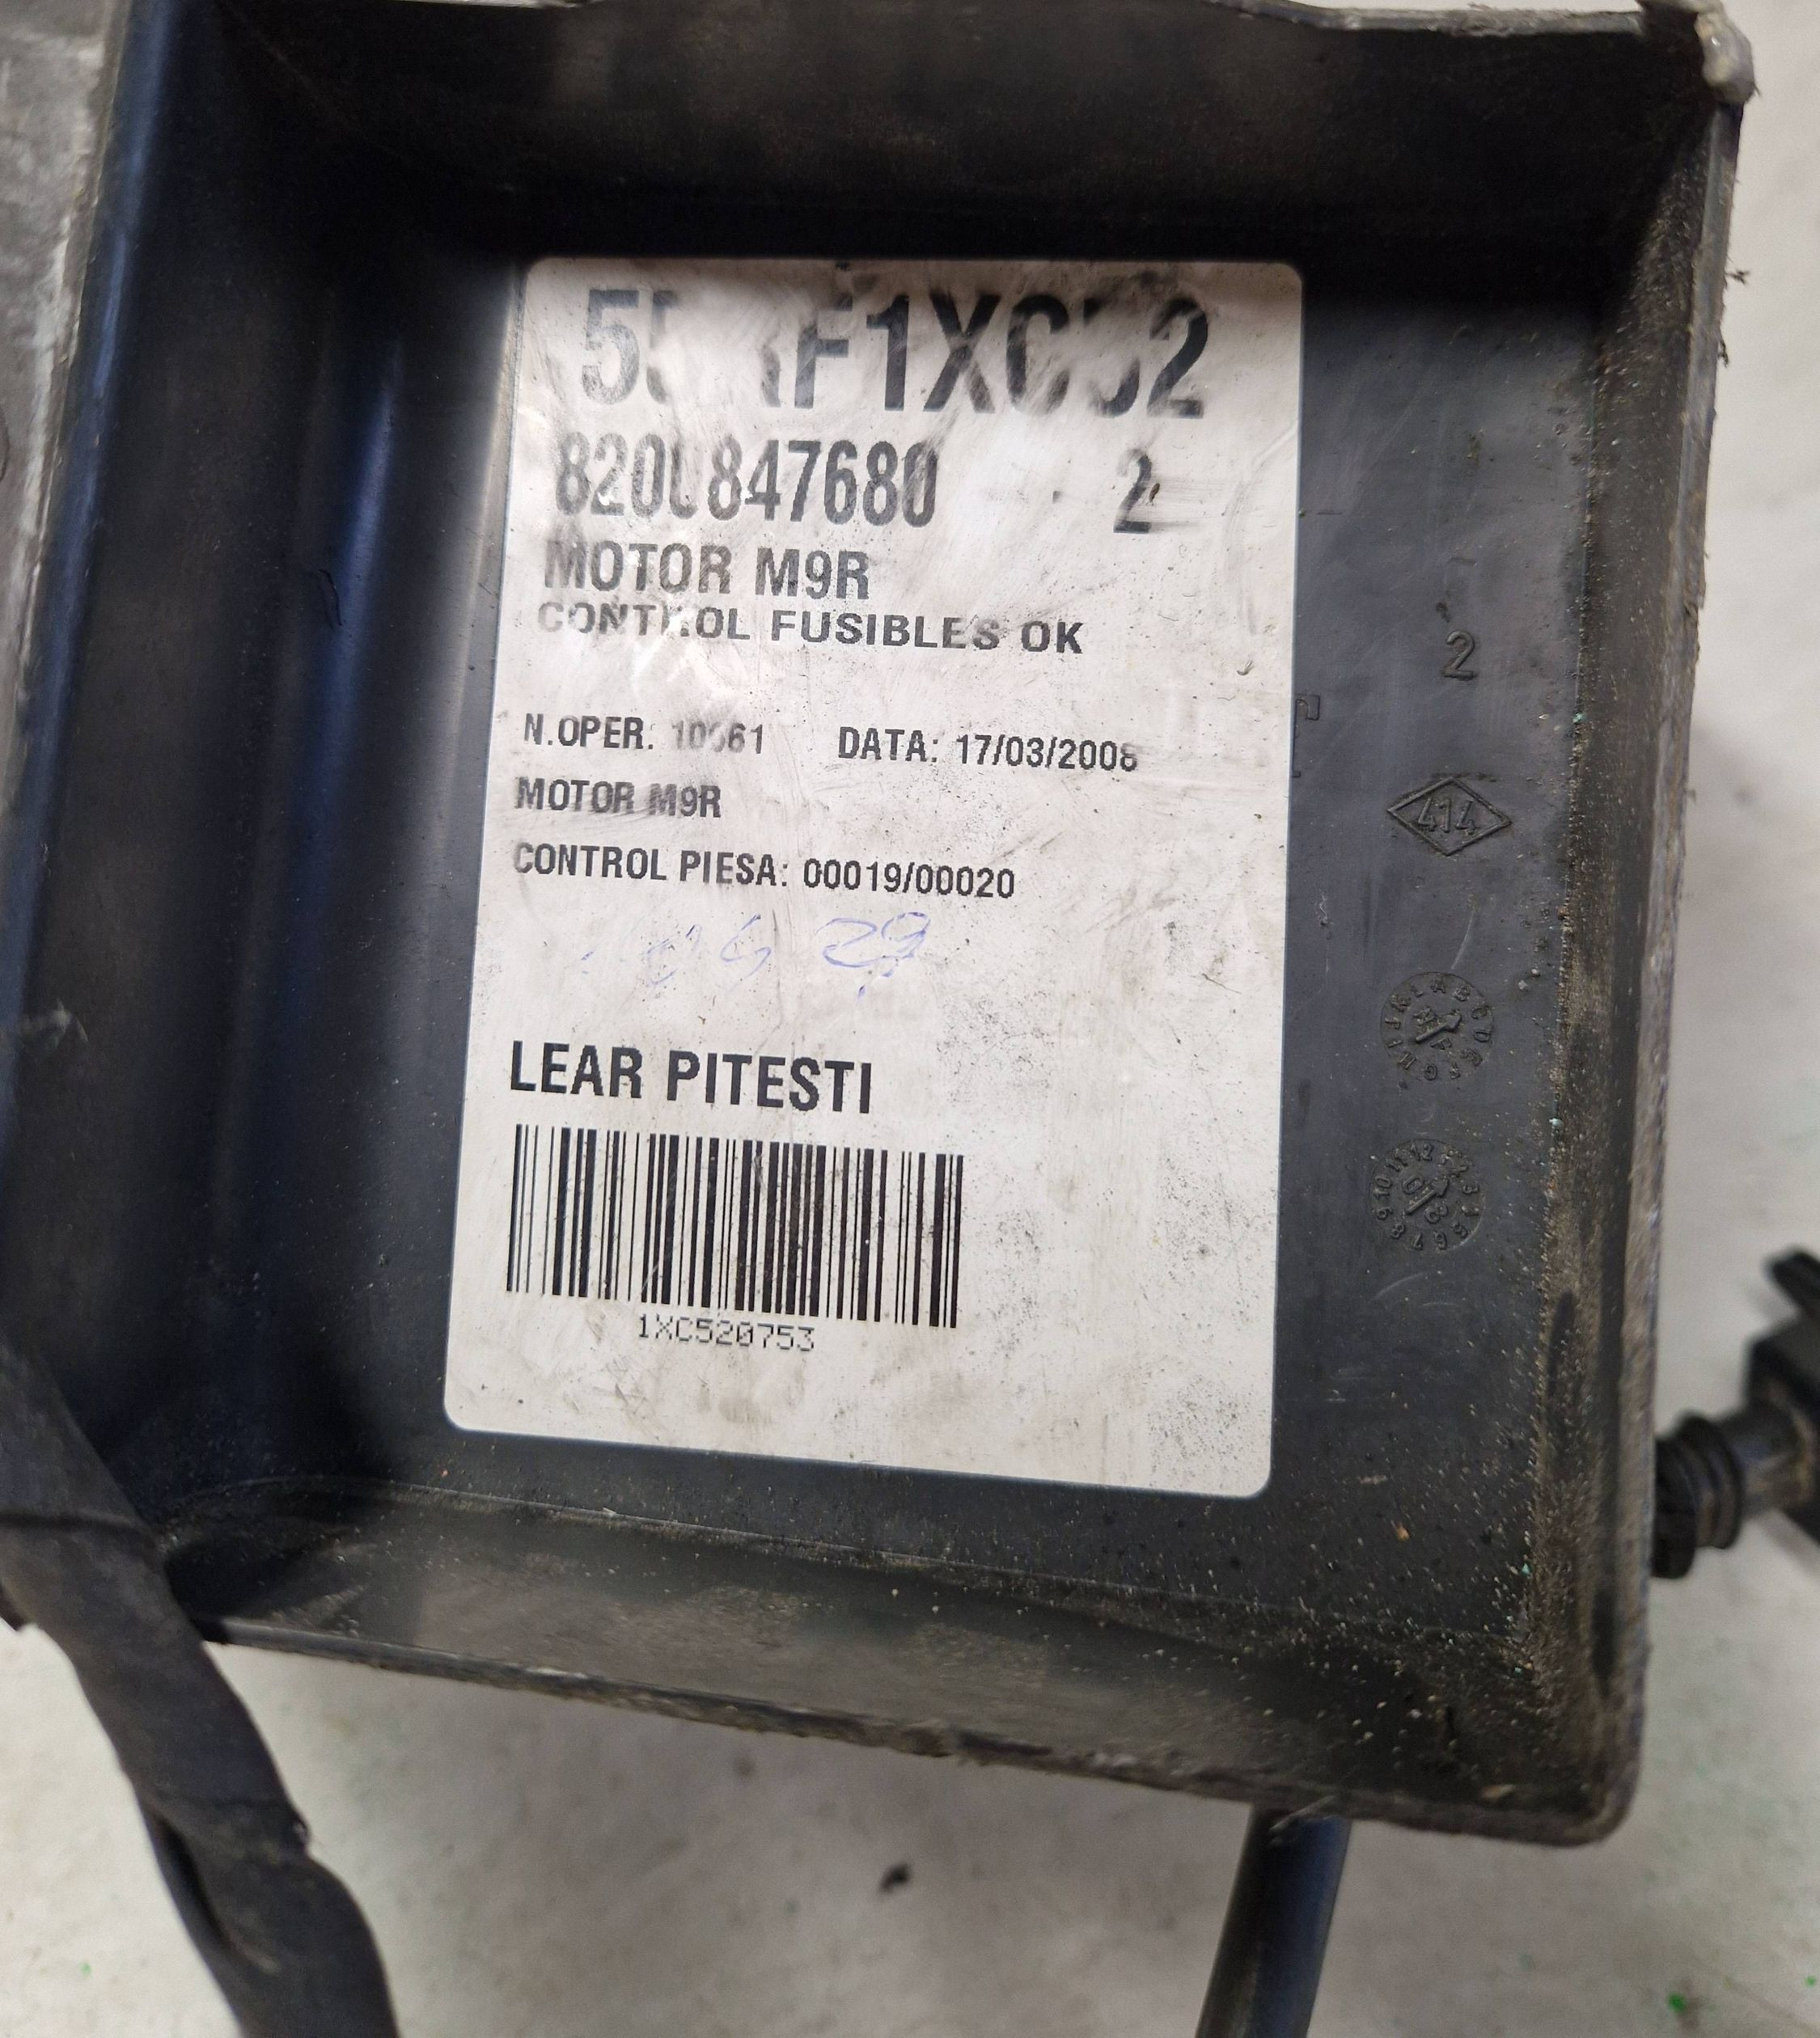 8200847680 2
MOTOR M9R
CONTROL FUSIBLES OK
N.OPER. DATA: 17/03/2008
MOTOR M9R
CONTROL PIESA: 00019/00020
LEAR PITESTI
1XC520753
2
414